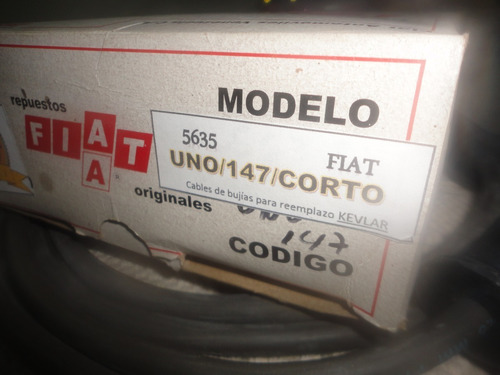 MODELO
repuestos
FIAT
A
originales
5635 FIAT
UNO/147/CORTO
Cables de bujías para reemplazo KEVLAR
147
CODIGO